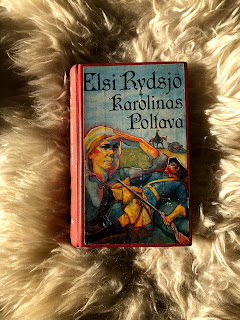 Elsi Rydsjö
Karolinas
Poltava